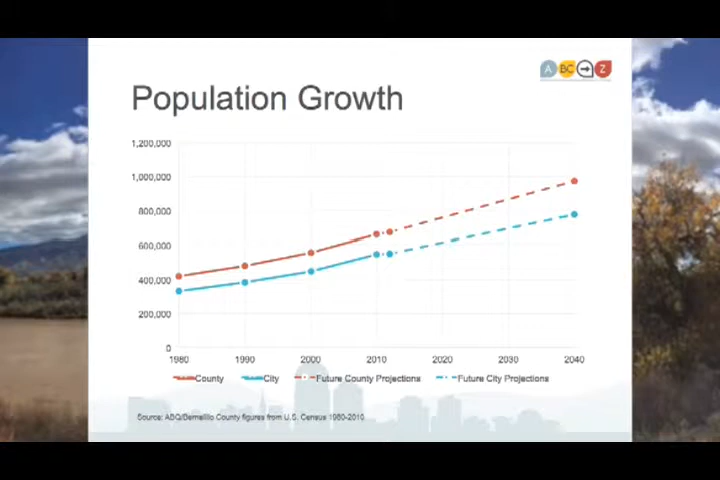 A BC Z
Population Growth
1,200,000
1,000,000
800,000
600,000
400,000
200,000
0
1980 1990 2000 2010 2020 2030 2040
County City Future County Projections Future City Projections
Source: ABQ/Bernalillo County figures from U.S. Census 1980-2010